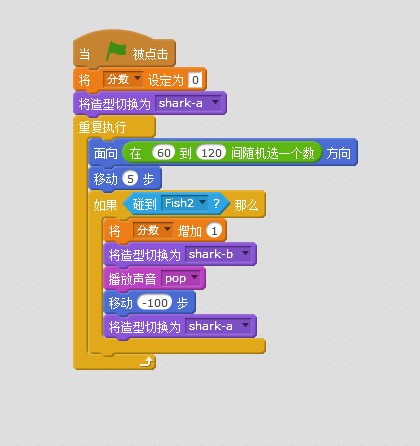 当 被点击
将 分数 设定为 0
将造型切换为 shark-a
重复执行
面向 在 60 到 120 间随机选一个数 方向
移动 5 步
如果 碰到 Fish2 ? 那么
将 分数 增加 1
将造型切换为 shark-b
播放声音 pop
移动 -100 步
将造型切换为 shark-a